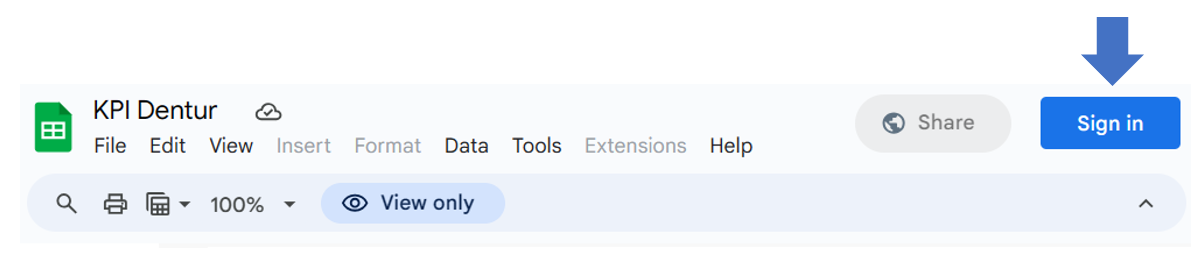 KPI Dentur
File Edit View Insert Format Data Tools Extensions Help
Share
Sign in
100%
View only